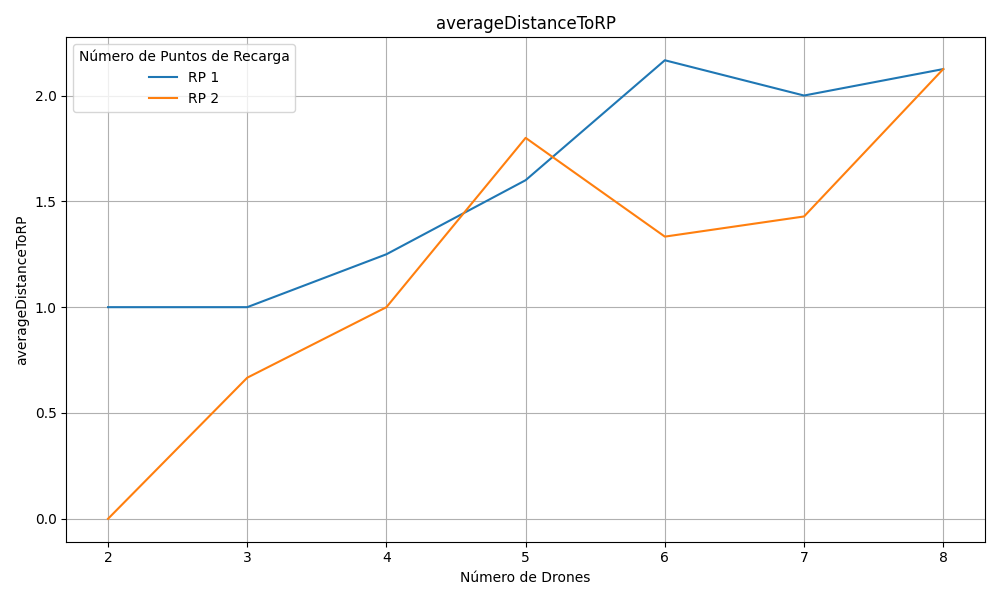 averageDistanceToRP
Número de Puntos de Recarga
RP 1
RP 2
averageDistanceToRP
2.0
1.5
1.0
0.5
0.0
2 3 4 5 6 7 8
Número de Drones